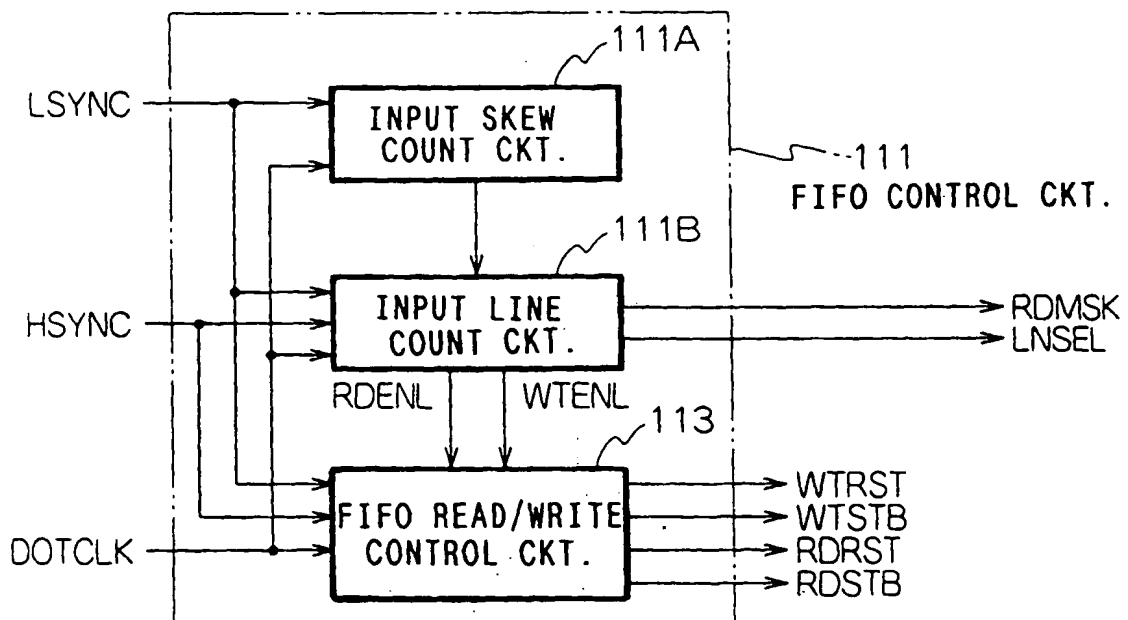 111A
LSYNC
INPUT SKEW
COUNT CKT.
111
FIFO CONTROL CKT.
111B
HSYNC
INPUT LINE
COUNT CKT.
RDMSK
LNSEL
RDENL
WTENL
113
DOTCLK
FIFO READ/WRITE
CONTROL CKT.
WTRST
WTSTB
RDRST
RDSTB